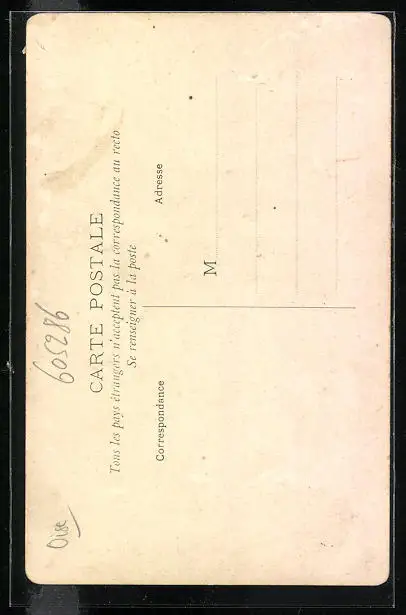 Oise
605286
CARTE POSTALE
Tous les pays étrangers n'acceptent pas la correspondance au recto
Se renseigner à la poste
Correspondance
Adresse
M